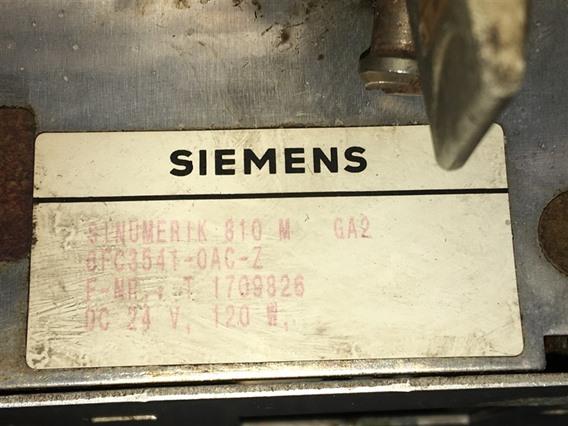 SIEMENS
SINUMERIK 810 M GA2
6FC3541-0AC-Z
F-NR.: T 1709826
DC 24 V, 120 W,